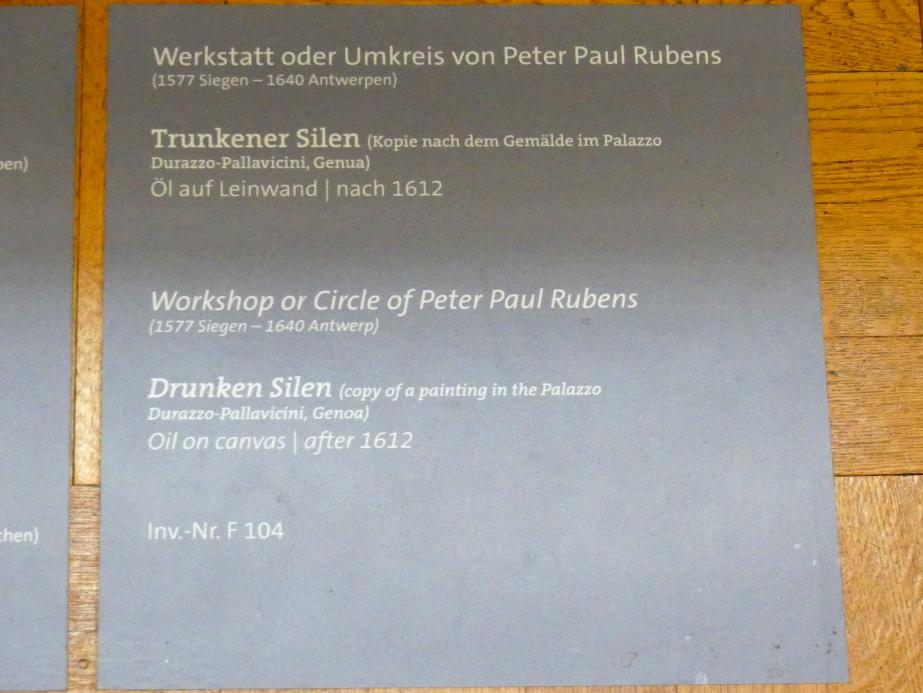 Werkstatt oder Umkreis von Peter Paul Rubens
(1577 Siegen – 1640 Antwerpen)
Trunkener Silen (Kopie nach dem Gemälde im Palazzo
Durazzo-Pallavicini, Genua)
Öl auf Leinwand | nach 1612
Workshop or Circle of Peter Paul Rubens
(1577 Siegen – 1640 Antwerp)
Drunken Silen (copy of a painting in the Palazzo
Durazzo-Pallavicini, Genoa)
Oil on canvas | after 1612
Inv.-Nr. F 104